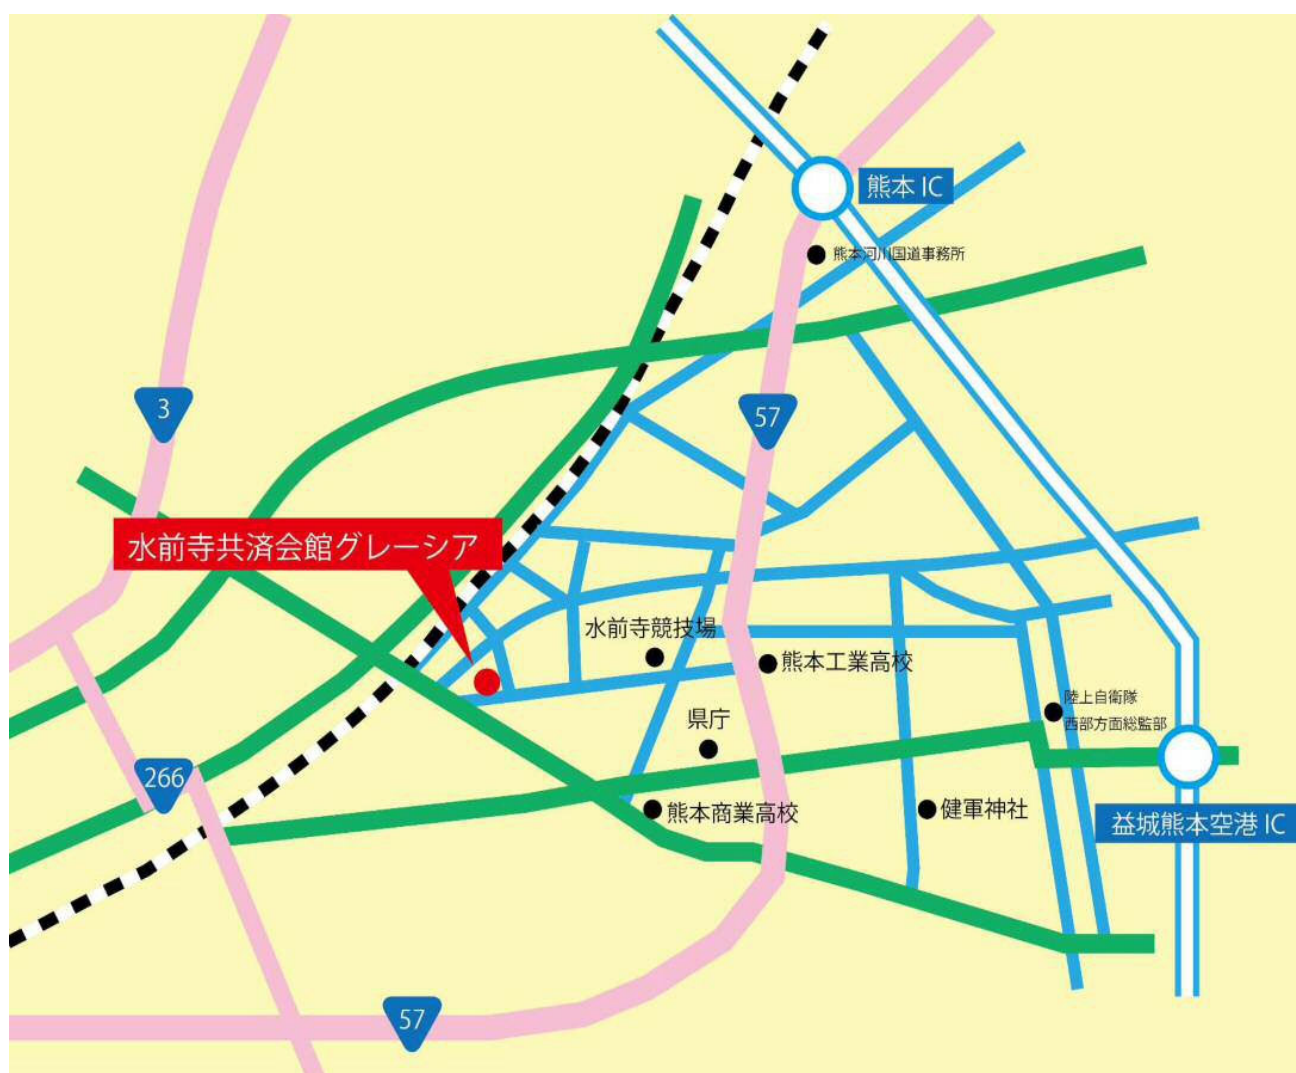 熊本 IC
熊本河川国道事務所
3
57
水前寺共済会館グレーシア
水前寺競技場
熊本工業高校
陸上自衛隊
西部方面総監部
県庁
266
熊本商業高校
健軍神社
益城熊本空港 IC
57